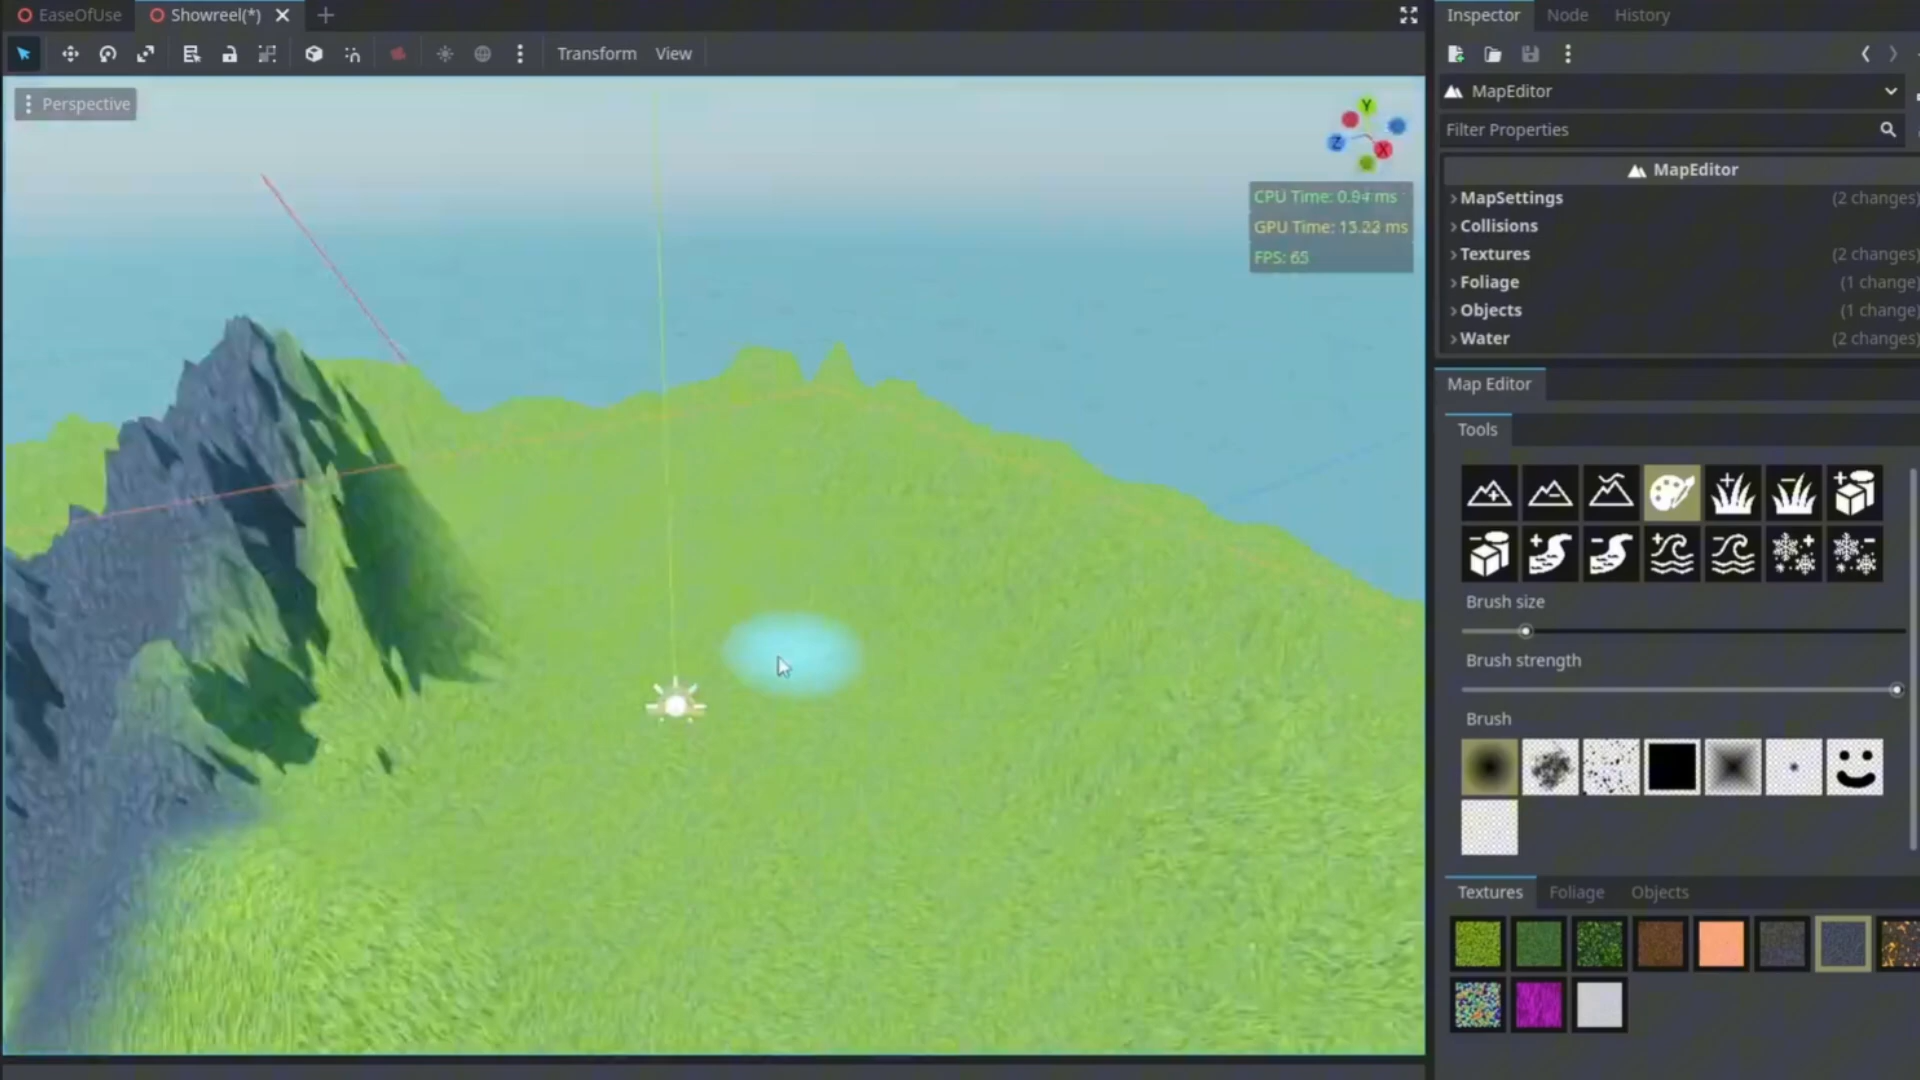 EaseOfUse
Showreel(*)
Transform View
Perspective
Y
Z
X
CPU Time: 0.94 ms
GPU Time: 15.22 ms
FPS: 65
Inspector Node History
MapEditor
Filter Properties
MapEditor
MapSettings (2 changes)
Collisions
Textures (2 changes)
Foliage (1 change)
Objects (1 change)
Water (2 changes)
Map Editor
Tools
Brush size
Brush strength
Brush
Textures Foliage Objects